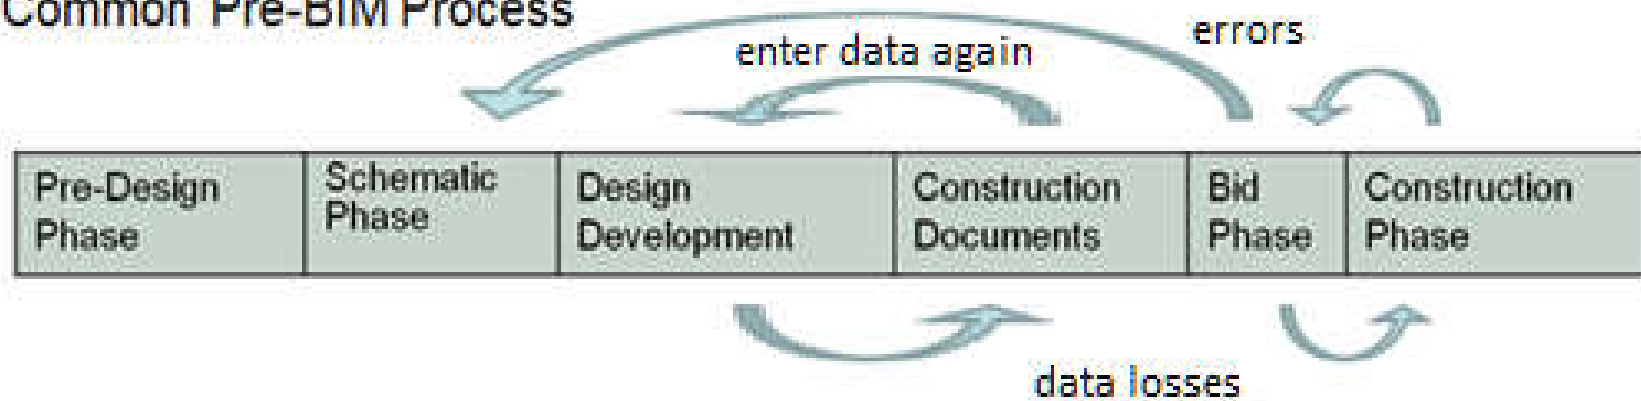 Common Pre-BIM Process
errors
enter data again
Pre-Design
Phase
Schematic
Phase
Design
Development
Construction
Documents
Bid
Phase
Construction
Phase
data losses